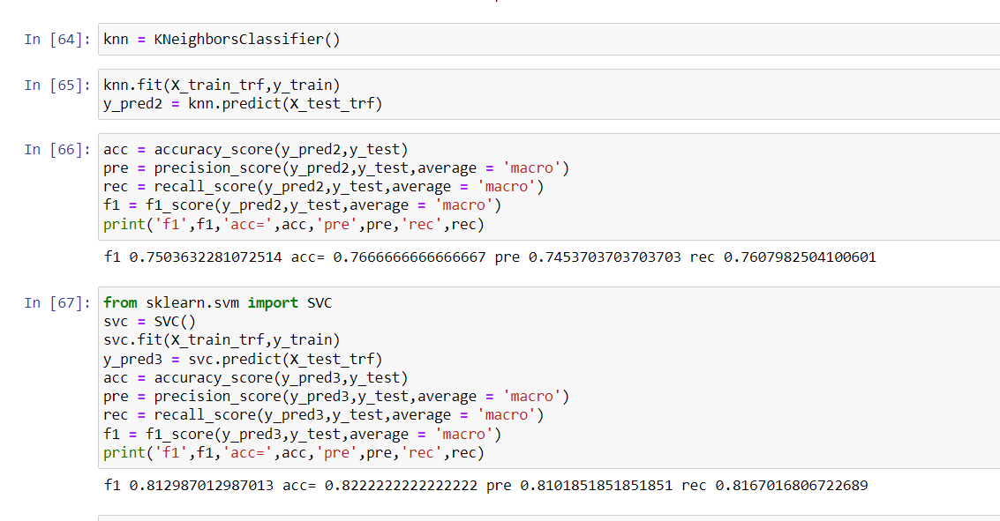 In [64]: knn = KNeighborsClassifier()
In [65]: knn.fit(X_train_trf,y_train)
y_pred2 = knn.predict(X_test_trf)
In [66]: acc = accuracy_score(y_pred2,y_test)
pre = precision_score(y_pred2,y_test,average = 'macro')
rec = recall_score(y_pred2,y_test,average = 'macro')
f1 = f1_score(y_pred2,y_test,average = 'macro')
print('f1',f1,'acc=',acc,'pre',pre,'rec',rec)
f1 0.7503632281072514 acc= 0.7666666666666667 pre 0.7453703703703703 rec 0.7607982504100601
In [67]: from sklearn.svm import SVC
svc = SVC()
svc.fit(X_train_trf,y_train)
y_pred3 = svc.predict(X_test_trf)
acc = accuracy_score(y_pred3,y_test)
pre = precision_score(y_pred3,y_test,average = 'macro')
rec = recall_score(y_pred3,y_test,average = 'macro')
f1 = f1_score(y_pred3,y_test,average = 'macro')
print('f1',f1,'acc=',acc,'pre',pre,'rec',rec)
f1 0.812987012987013 acc= 0.8222222222222222 pre 0.8101851851851851 rec 0.8167016806722689